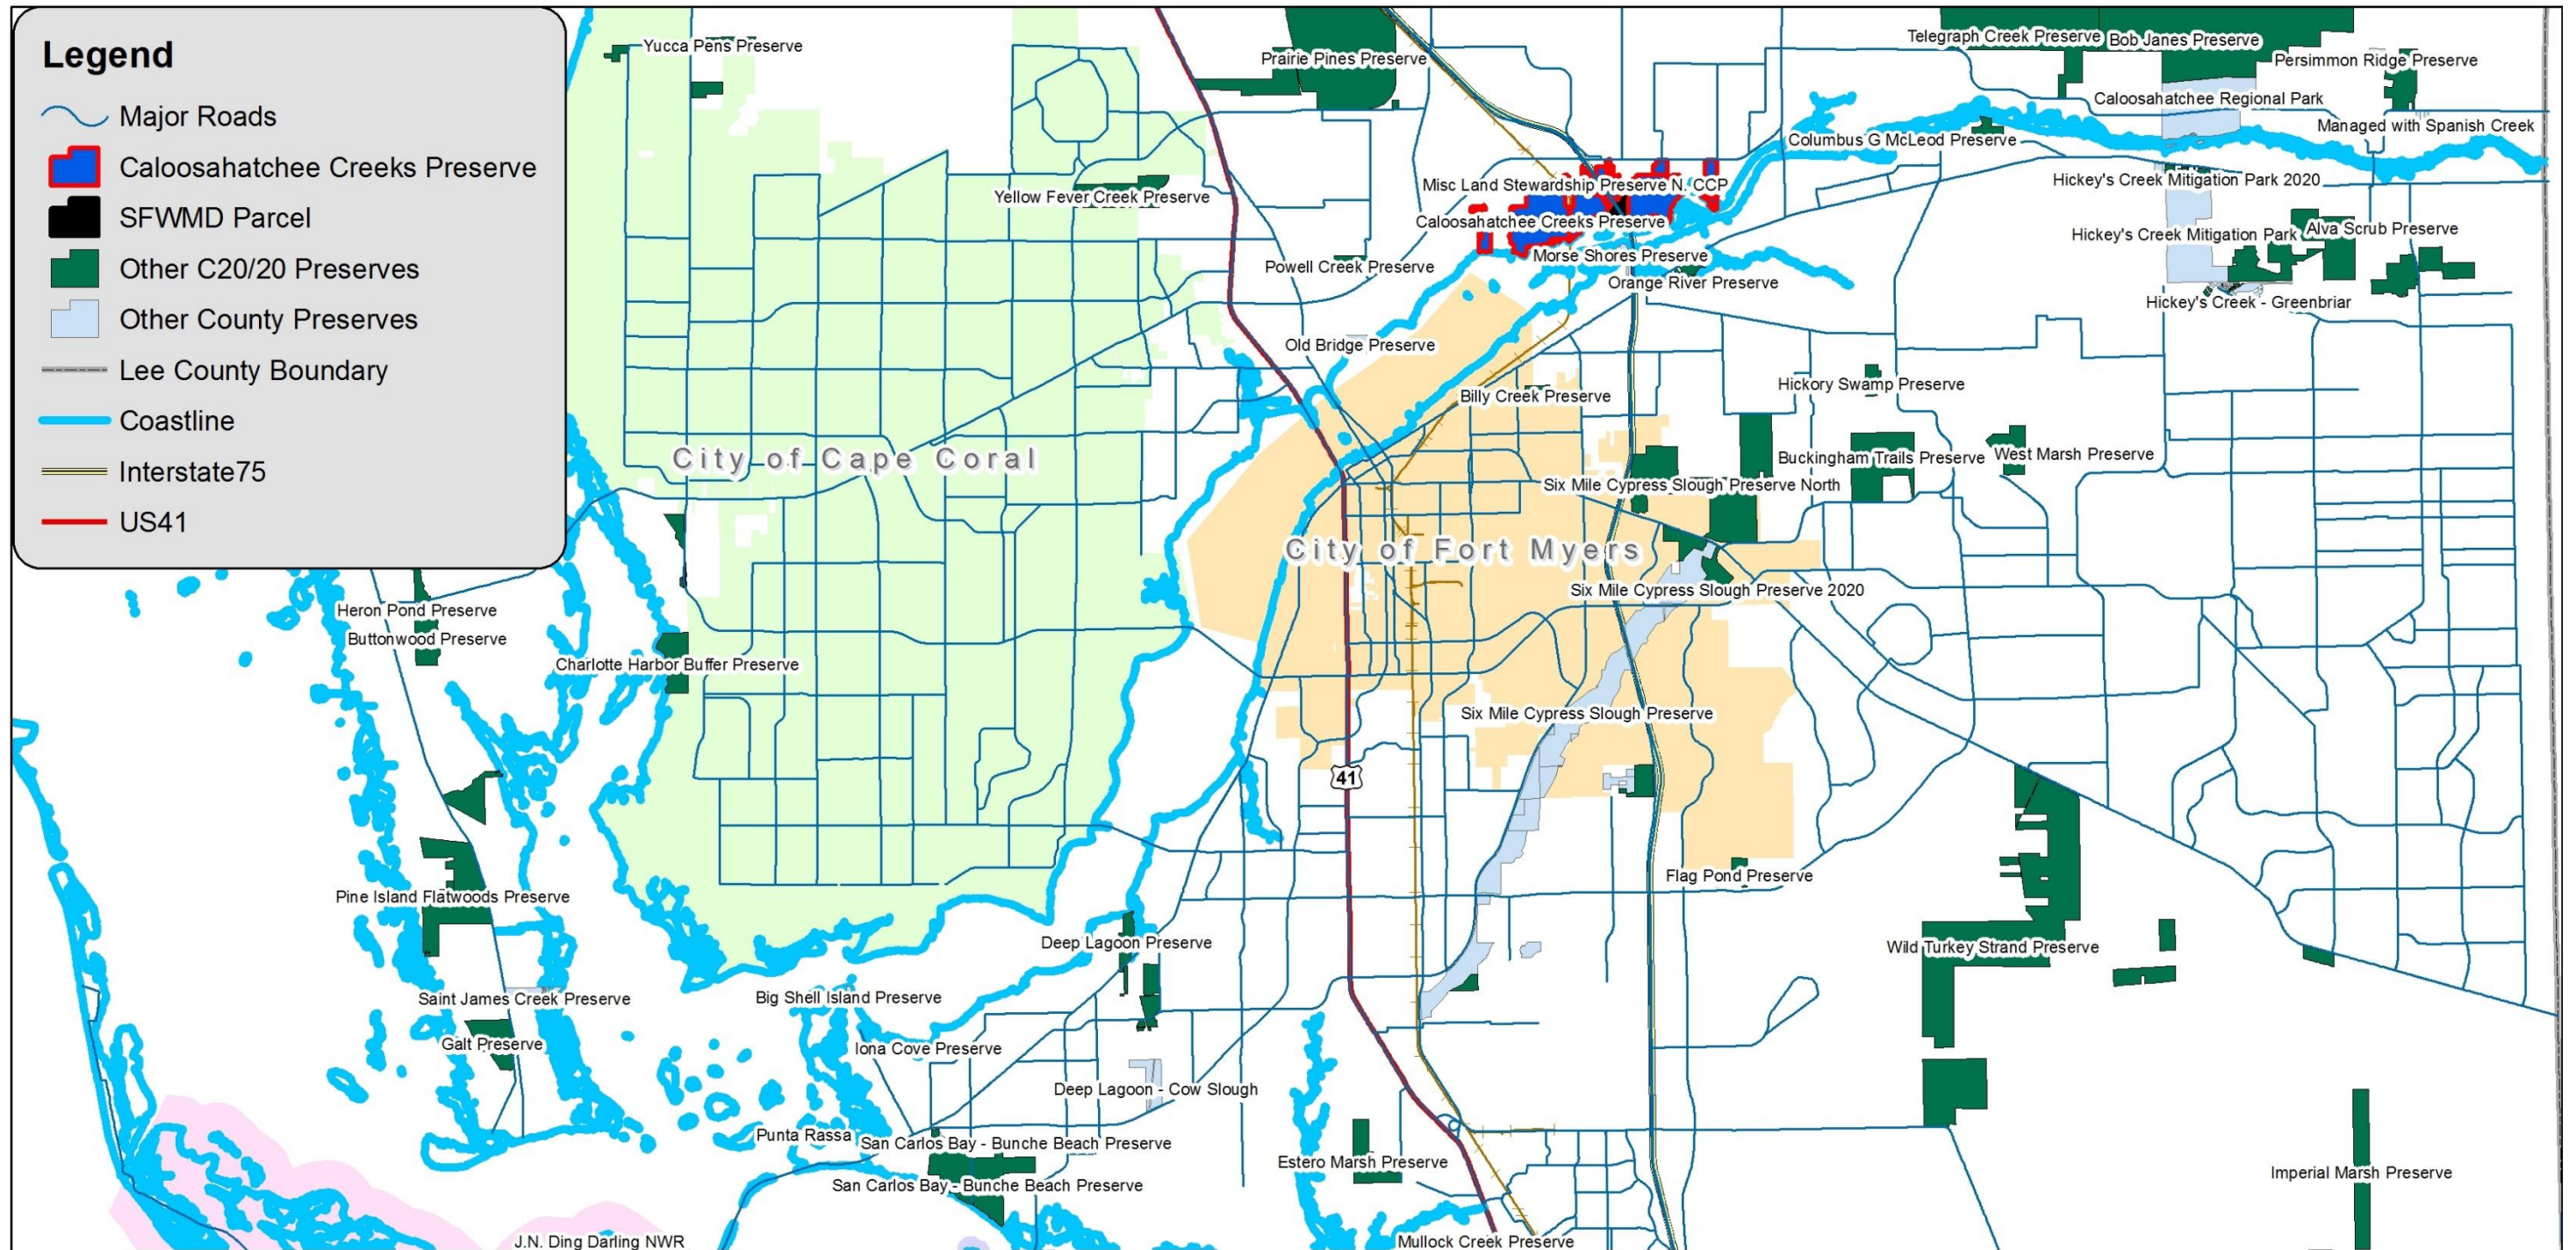 Legend
Major Roads
Caloosahatchee Creeks Preserve
SFWMD Parcel
Other C20/20 Preserves
Other County Preserves
Lee County Boundary
Coastline
Interstate75
US41
Yucca Pens Preserve
Prairie Pines Preserve
Telegraph Creek Preserve
Bob Janes Preserve
Persimmon Ridge Preserve
Caloosahatchee Regional Park
Managed with Spanish Creek
Columbus G McLeod Preserve
Misc Land Stewardship Preserve N. CCP
Hickey's Creek Mitigation Park 2020
Yellow Fever Creek Preserve
Caloosahatchee Creeks Preserve
Hickey's Creek Mitigation Park
Alva Scrub Preserve
Morse Shores Preserve
Powell Creek Preserve
Orange River Preserve
Hickey's Creek - Greenbriar
Old Bridge Preserve
Hickory Swamp Preserve
Billy Creek Preserve
City of Cape Coral
Buckingham Trails Preserve
West Marsh Preserve
Six Mile Cypress Slough Preserve North
City of Fort Myers
Six Mile Cypress Slough Preserve 2020
Heron Pond Preserve
Buttonwood Preserve
Charlotte Harbor Buffer Preserve
Six Mile Cypress Slough Preserve
41
Flag Pond Preserve
Pine Island Flatwoods Preserve
Deep Lagoon Preserve
Wild Turkey Strand Preserve
Saint James Creek Preserve
Big Shell Island Preserve
Galt Preserve
Iona Cove Preserve
Deep Lagoon - Cow Slough
Punta Rassa
San Carlos Bay - Bunche Beach Preserve
Estero Marsh Preserve
Imperial Marsh Preserve
San Carlos Bay - Bunche Beach Preserve
J.N. Ding Darling NWR
Mullock Creek Preserve